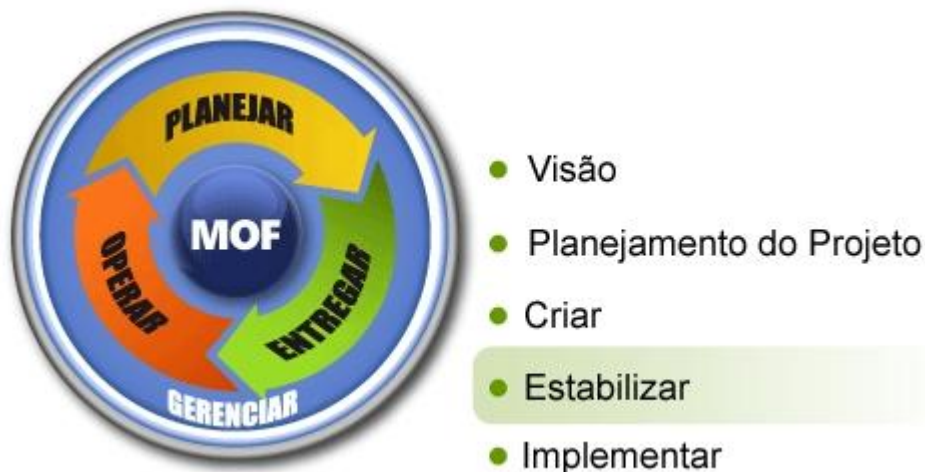 PLANEJAR
MOF
OPERAR
ENTREGAR
GERENCIAR
Visão
Planejamento do Projeto
Criar
Estabilizar
Implementar